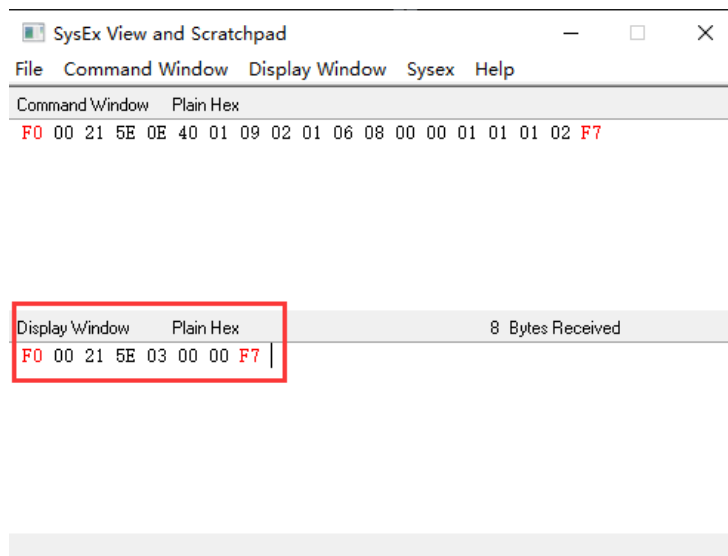 SysEx View and Scratchpad
File Command Window Display Window Sysex Help
Command Window Plain Hex
F0 00 21 5E 0E 40 01 09 02 01 06 08 00 00 01 01 01 02 F7
Display Window Plain Hex 8 Bytes Received
F0 00 21 5E 03 00 00 F7